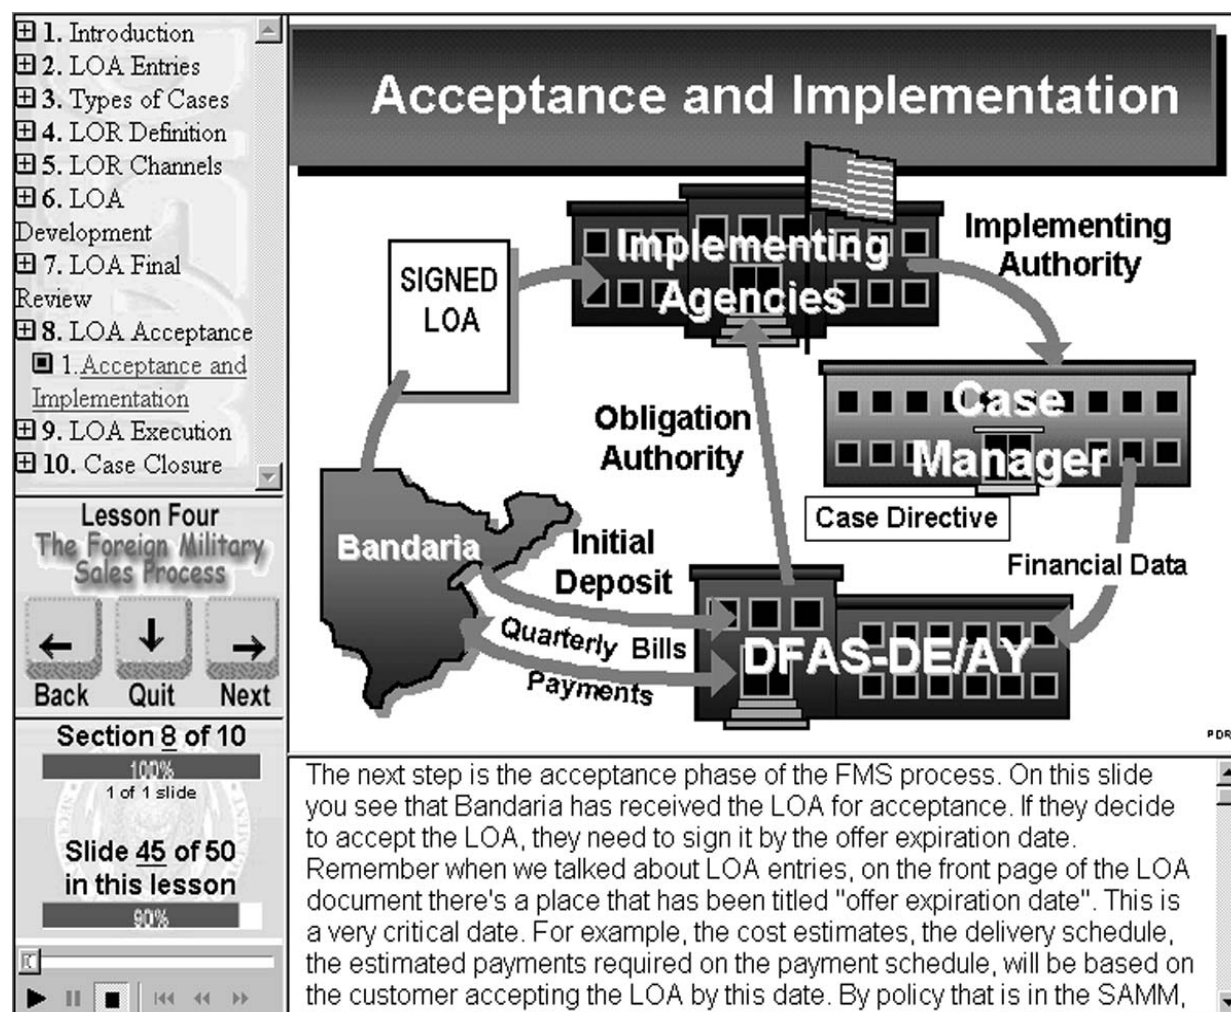 1. Introduction
2. LOA Entries
3. Types of Cases
4. LOR Definition
5. LOR Channels
6. LOA
Development
7. LOA Final
Review
8. LOA Acceptance
1.Acceptance and
Implementation
9. LOA Execution
10. Case Closure
Lesson Four
The Foreign Military
Sales Process
Back Quit Next
Section 8 of 10
100%
1 of 1 slide
Slide 45 of 50
in this lesson
90%
Acceptance and Implementation
SIGNED
LOA
Implementing
Agencies
Implementing
Authority
Case
Manager
Obligation
Authority
Case Directive
Bandaria
Initial
Deposit
Financial Data
Quarterly Bills
Payments
DFAS-DE/AY
PDR
The next step is the acceptance phase of the FMS process. On this slide
you see that Bandaria has received the LOA for acceptance. If they decide
to accept the LOA, they need to sign it by the offer expiration date.
Remember when we talked about LOA entries, on the front page of the LOA
document there's a place that has been titled "offer expiration date". This is
a very critical date. For example, the cost estimates, the delivery schedule,
the estimated payments required on the payment schedule, will be based on
the customer accepting the LOA by this date. By policy that is in the SAMM,